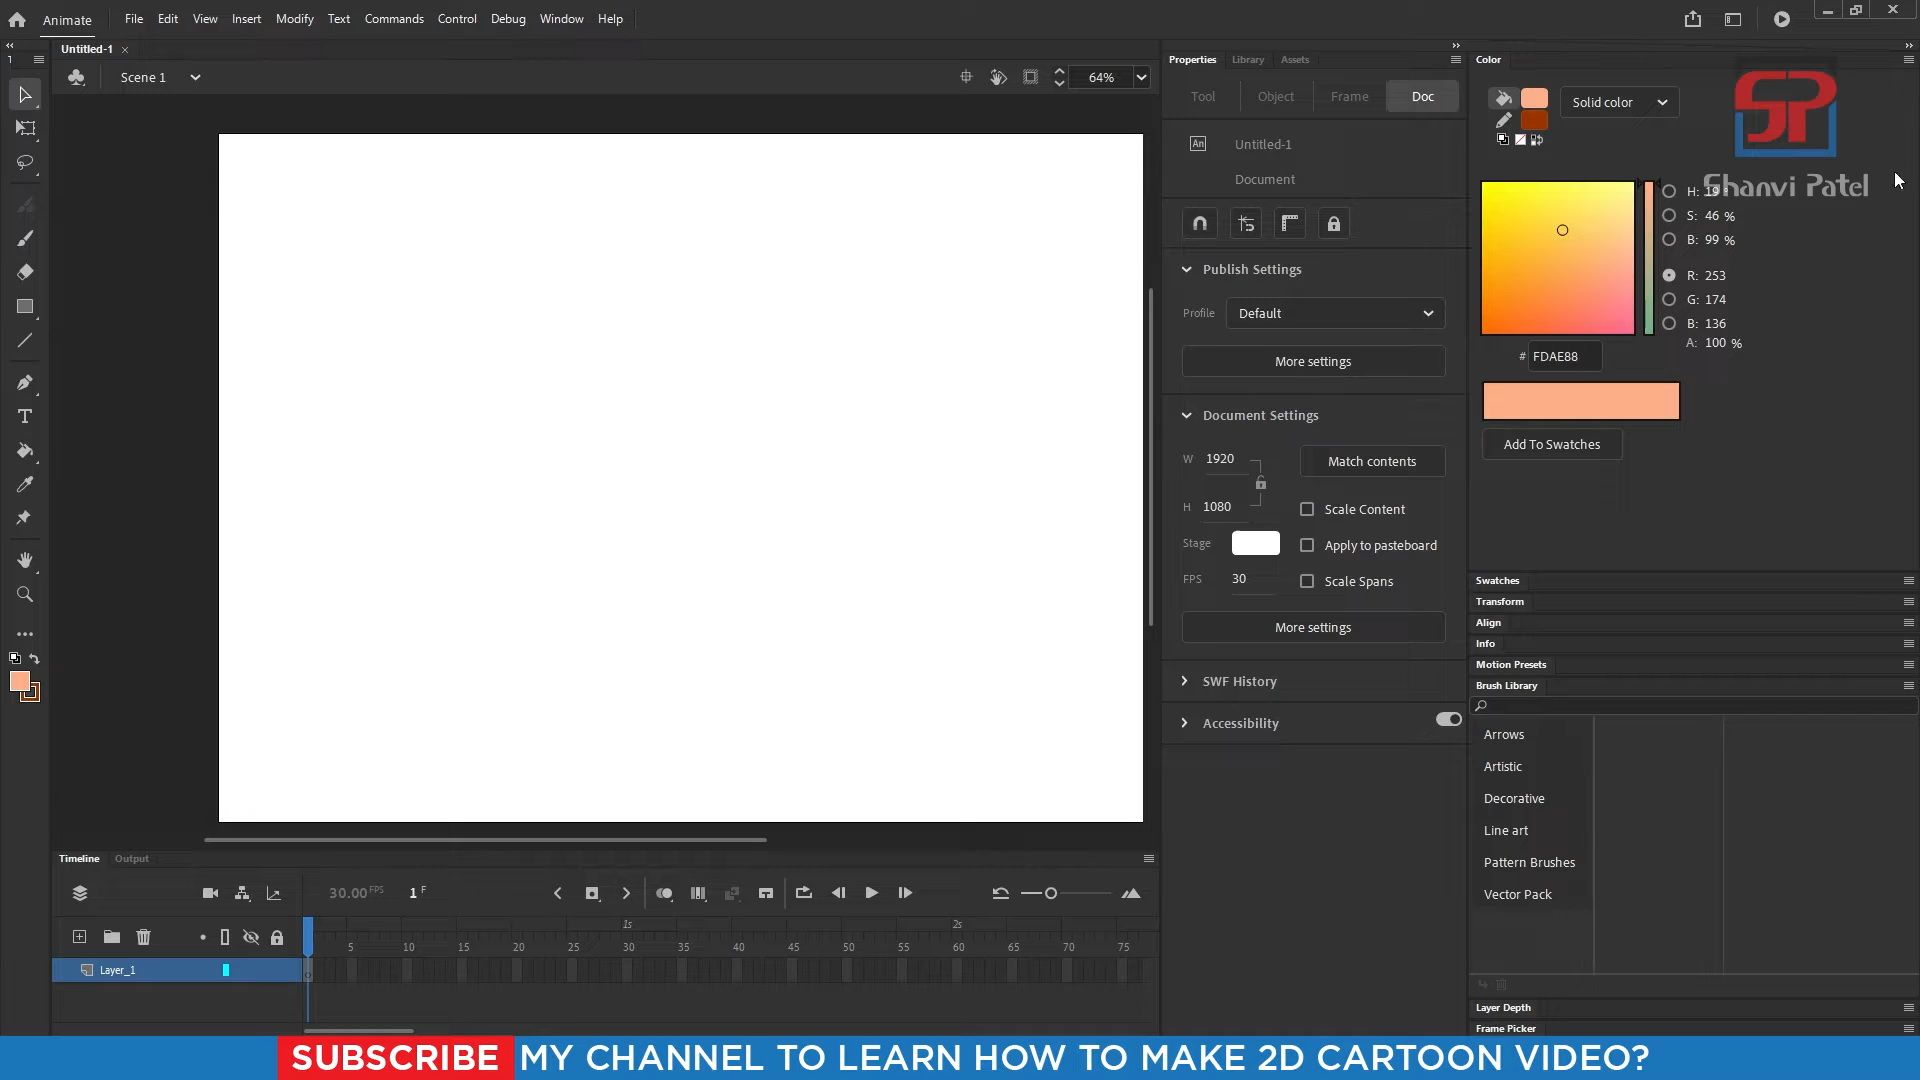 Animate File Edit View Insert Modify Text Commands Control Debug Window Help
Untitled-1
Scene 1 64%
Properties Library Assets
Tool Object Frame Doc
An Untitled-1
Document
Publish Settings
Profile Default
More settings
Document Settings
W 1920 Match contents
H 1080 Scale Content
Stage Apply to pasteboard
FPS 30 Scale Spans
More settings
SWF History
Accessibility
Color
Solid color
SP
Shanvi Patel
H: 19 °
S: 46 %
B: 99 %
R: 253
G: 174
B: 136
A: 100 %
# FDAE88
Add To Swatches
Swatches
Transform
Align
Info
Motion Presets
Brush Library
Arrows
Artistic
Decorative
Line art
Pattern Brushes
Vector Pack
Layer Depth
Frame Picker
Timeline Output
30.00 FPS 1 F
1s 2s
5 10 15 20 25 30 35 40 45 50 55 60 65 70 75
Layer_1
SUBSCRIBE MY CHANNEL TO LEARN HOW TO MAKE 2D CARTOON VIDEO?